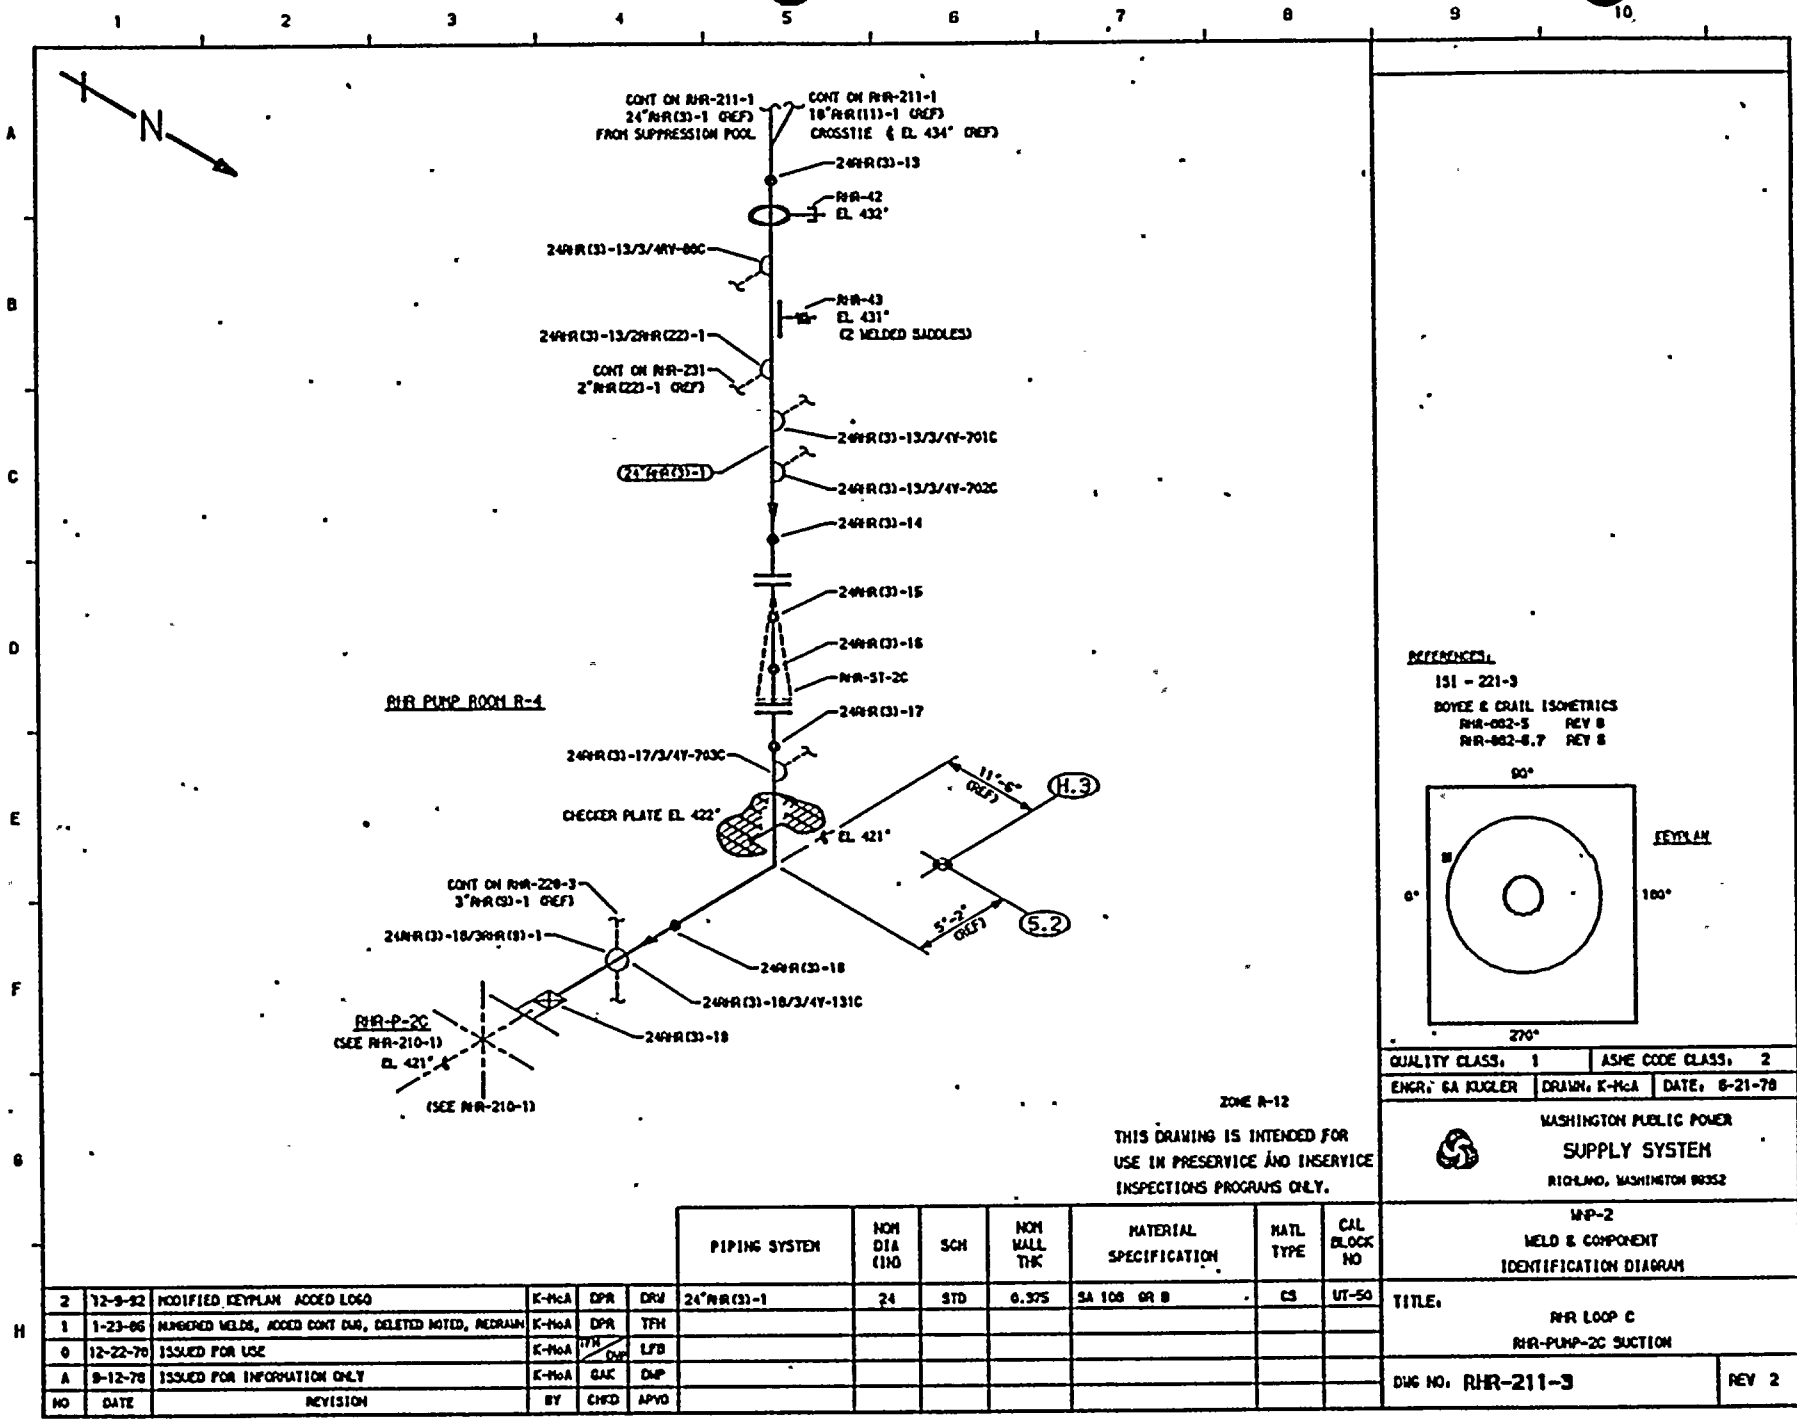 1 2 3 4 5 6 7 8 9 10
A
B
C
D
E
F
G
H
N
CONT ON RHR-211-1
24"RHR(3)-1 (REF)
FROM SUPPRESSION POOL
CONT ON RHR-211-1
18"RHR(11)-1 (REF)
CROSSTIE ℄ EL 434' (REF)
24RHR(3)-13
RHR-42
EL 432'
24RHR(3)-13/3/4RV-88C
RHR-43
EL 431'
(2 WELDED SADDLES)
24RHR(3)-13/2RHR(22)-1
CONT ON RHR-231
2"RHR(22)-1 (REF)
24RHR(3)-13/3/4V-701C
24"RHR(3)-1
24RHR(3)-13/3/4V-702C
24RHR(3)-14
24RHR(3)-15
24RHR(3)-16
RHR-ST-2C
24RHR(3)-17
RHR PUMP ROOM R-4
24RHR(3)-17/3/4V-703C
CHECKER PLATE EL 422'
℄ EL 421'
11'-6"
(REF)
H.3
5'-2"
(REF)
5.2
CONT ON RHR-220-3
3"RHR(9)-1 (REF)
24RHR(3)-18/3RHR(9)-1
24RHR(3)-18
24RHR(3)-18/3/4V-131C
24RHR(3)-19
RHR-P-2C
(SEE RHR-210-1)
EL 421' ℄
(SEE RHR-210-1)
REFERENCES:
ISI - 221-3
BOVEE & CRAIL ISOMETRICS
RHR-882-5 REV 8
RHR-882-6.7 REV 8
90°
KEYPLAN
0°
180°
270°
ZONE R-12
THIS DRAWING IS INTENDED FOR
USE IN PRESERVICE AND INSERVICE
INSPECTIONS PROGRAMS ONLY.
QUALITY CLASS: 1 ASME CODE CLASS: 2
ENGR: GA KUGLER DRAWN: K-McA DATE: 6-21-78
WASHINGTON PUBLIC POWER
SUPPLY SYSTEM
RICHLAND, WASHINGTON 99352
WNP-2
WELD & COMPONENT
IDENTIFICATION DIAGRAM
TITLE:
RHR LOOP C
RHR-PUMP-2C SUCTION
DWG NO: RHR-211-3 REV 2
PIPING SYSTEM NOM DIA (IN) SCH NOM WALL THK MATERIAL SPECIFICATION MATL TYPE CAL BLOCK NO
24"RHR(3)-1 24 STD 0.375 SA 106 GR B CS UT-50
2 12-9-92 MODIFIED KEYPLAN ADDED LOGO K-McA DPR DRW
1 1-23-86 NUMBERED WELDS, ADDED CONT DWG, DELETED NOTED, REDRAWN K-McA DPR TFH
0 12-22-78 ISSUED FOR USE K-McA TFH DWP LFB
A 9-12-78 ISSUED FOR INFORMATION ONLY K-McA GAK DWP
NO DATE REVISION BY CHKD APVD